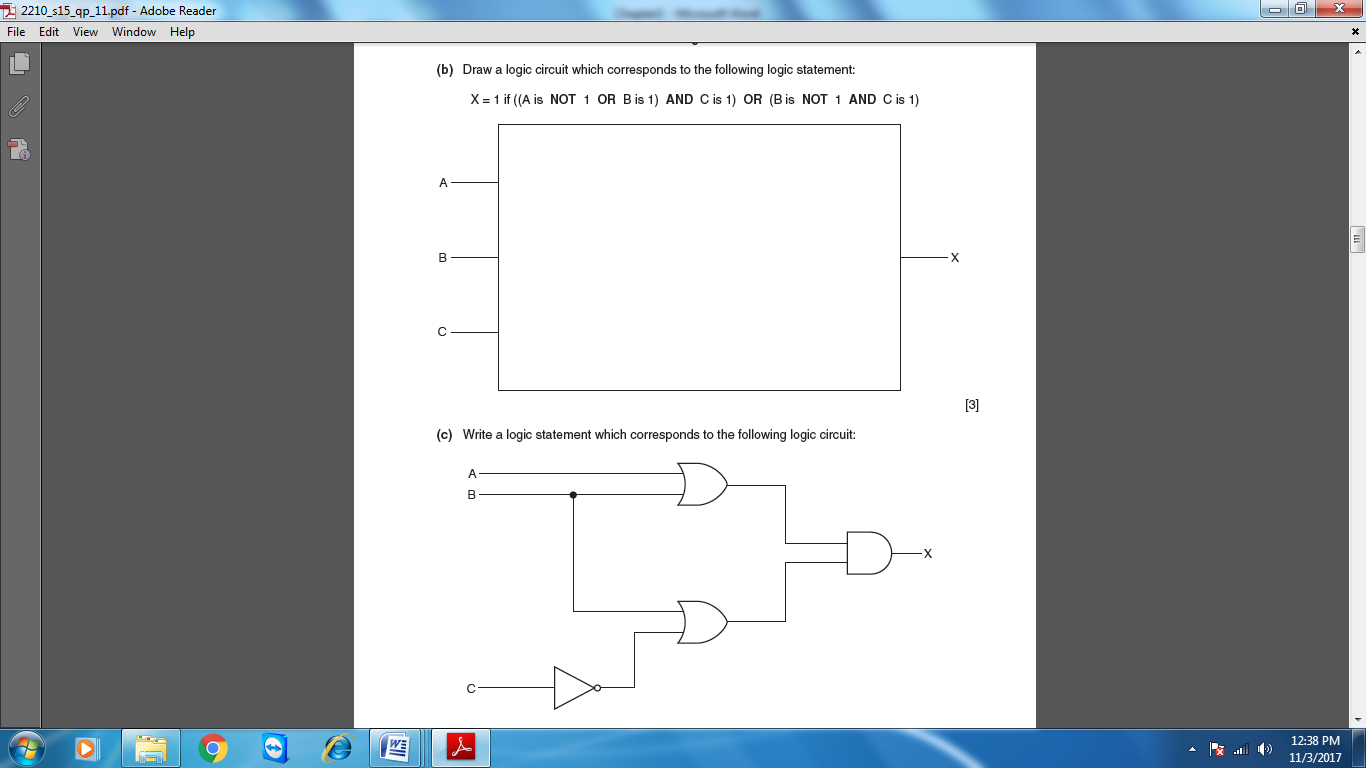 2210_s15_qp_11.pdf - Adobe Reader
File Edit View Window Help
(b) Draw a logic circuit which corresponds to the following logic statement:
X = 1 if ((A is NOT 1 OR B is 1) AND C is 1) OR (B is NOT 1 AND C is 1)
A
B
X
C
[3]
(c) Write a logic statement which corresponds to the following logic circuit:
A
B
X
C
12:38 PM
11/3/2017